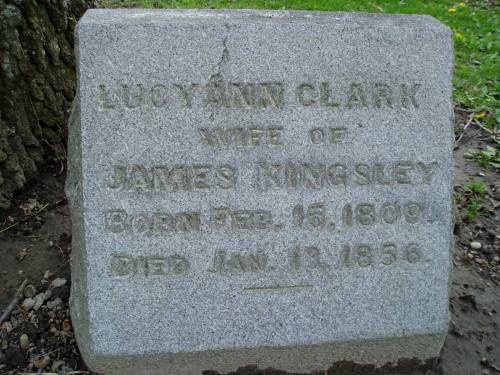 LUCY ANN CLARK
WIFE OF
JAMES KINGSLEY
BORN FEB. 15, 1809.
DIED JAN. 13, 1856.